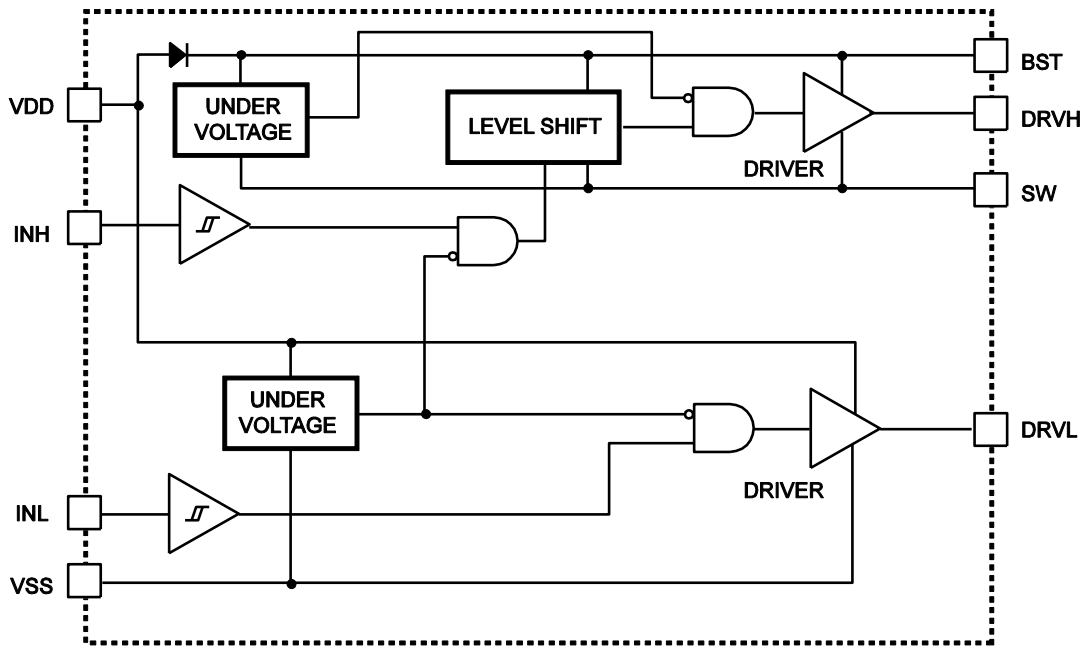 BST
VDD
UNDER
VOLTAGE
LEVEL SHIFT
DRVH
DRIVER
SW
INH
UNDER
VOLTAGE
DRVL
DRIVER
INL
VSS